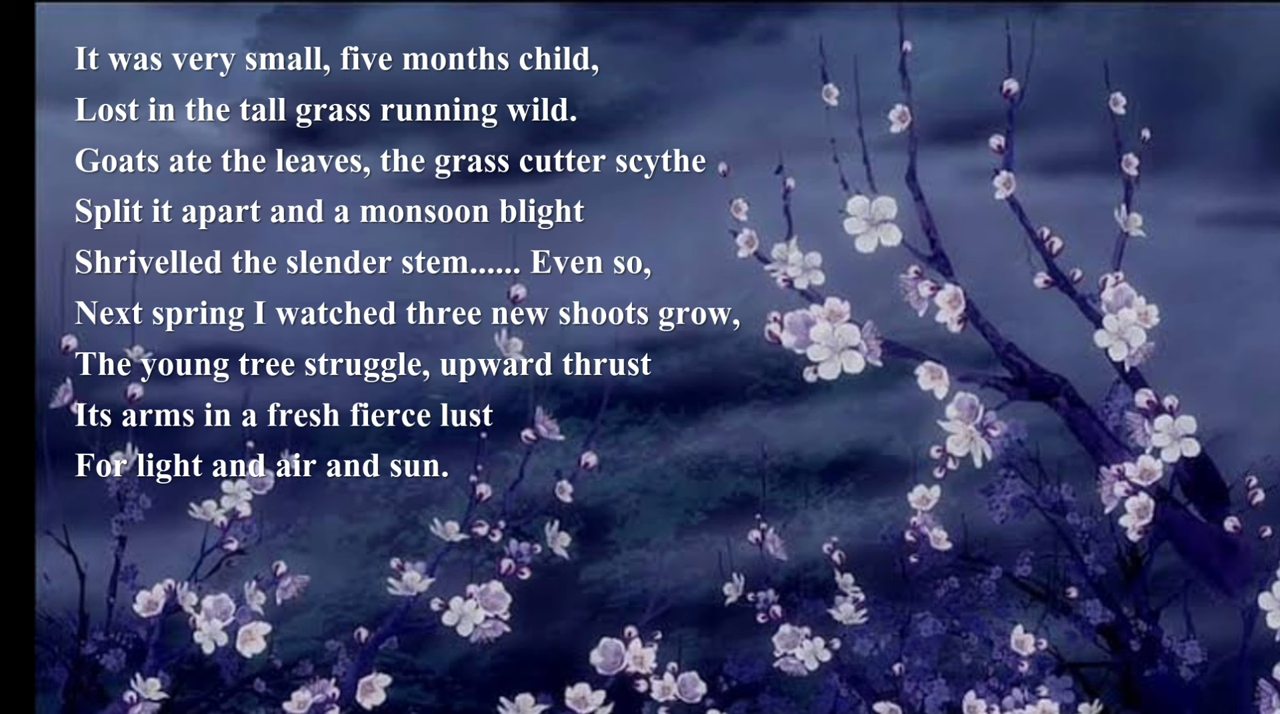 It was very small, five months child,
Lost in the tall grass running wild.
Goats ate the leaves, the grass cutter scythe
Split it apart and a monsoon blight
Shrivelled the slender stem...... Even so,
Next spring I watched three new shoots grow,
The young tree struggle, upward thrust
Its arms in a fresh fierce lust
For light and air and sun.